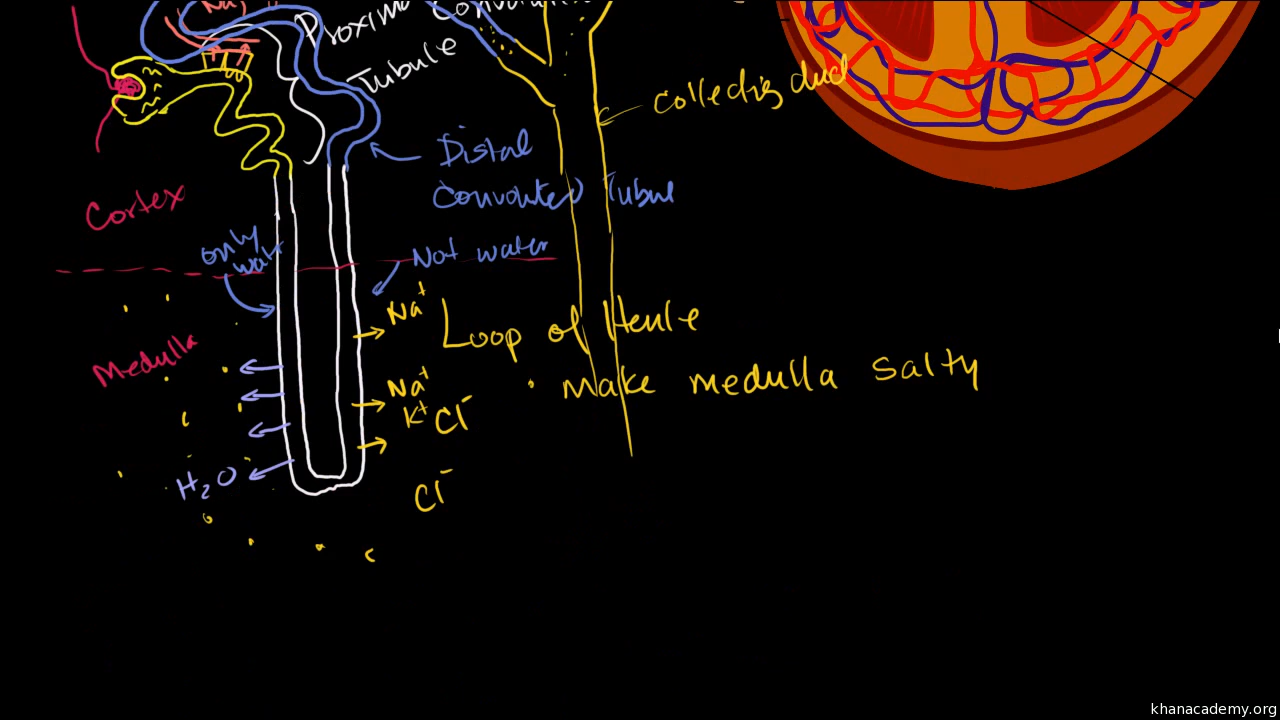 Na
Proximal Convoluted
Tubule
Collecting duct
Distal
Convoluted Tubule
Cortex
only
water
Not water
Na+
Loop of Henle
Medulla
Make medulla salty
Na+
K+ Cl-
H2O
Cl-
khanacademy.org